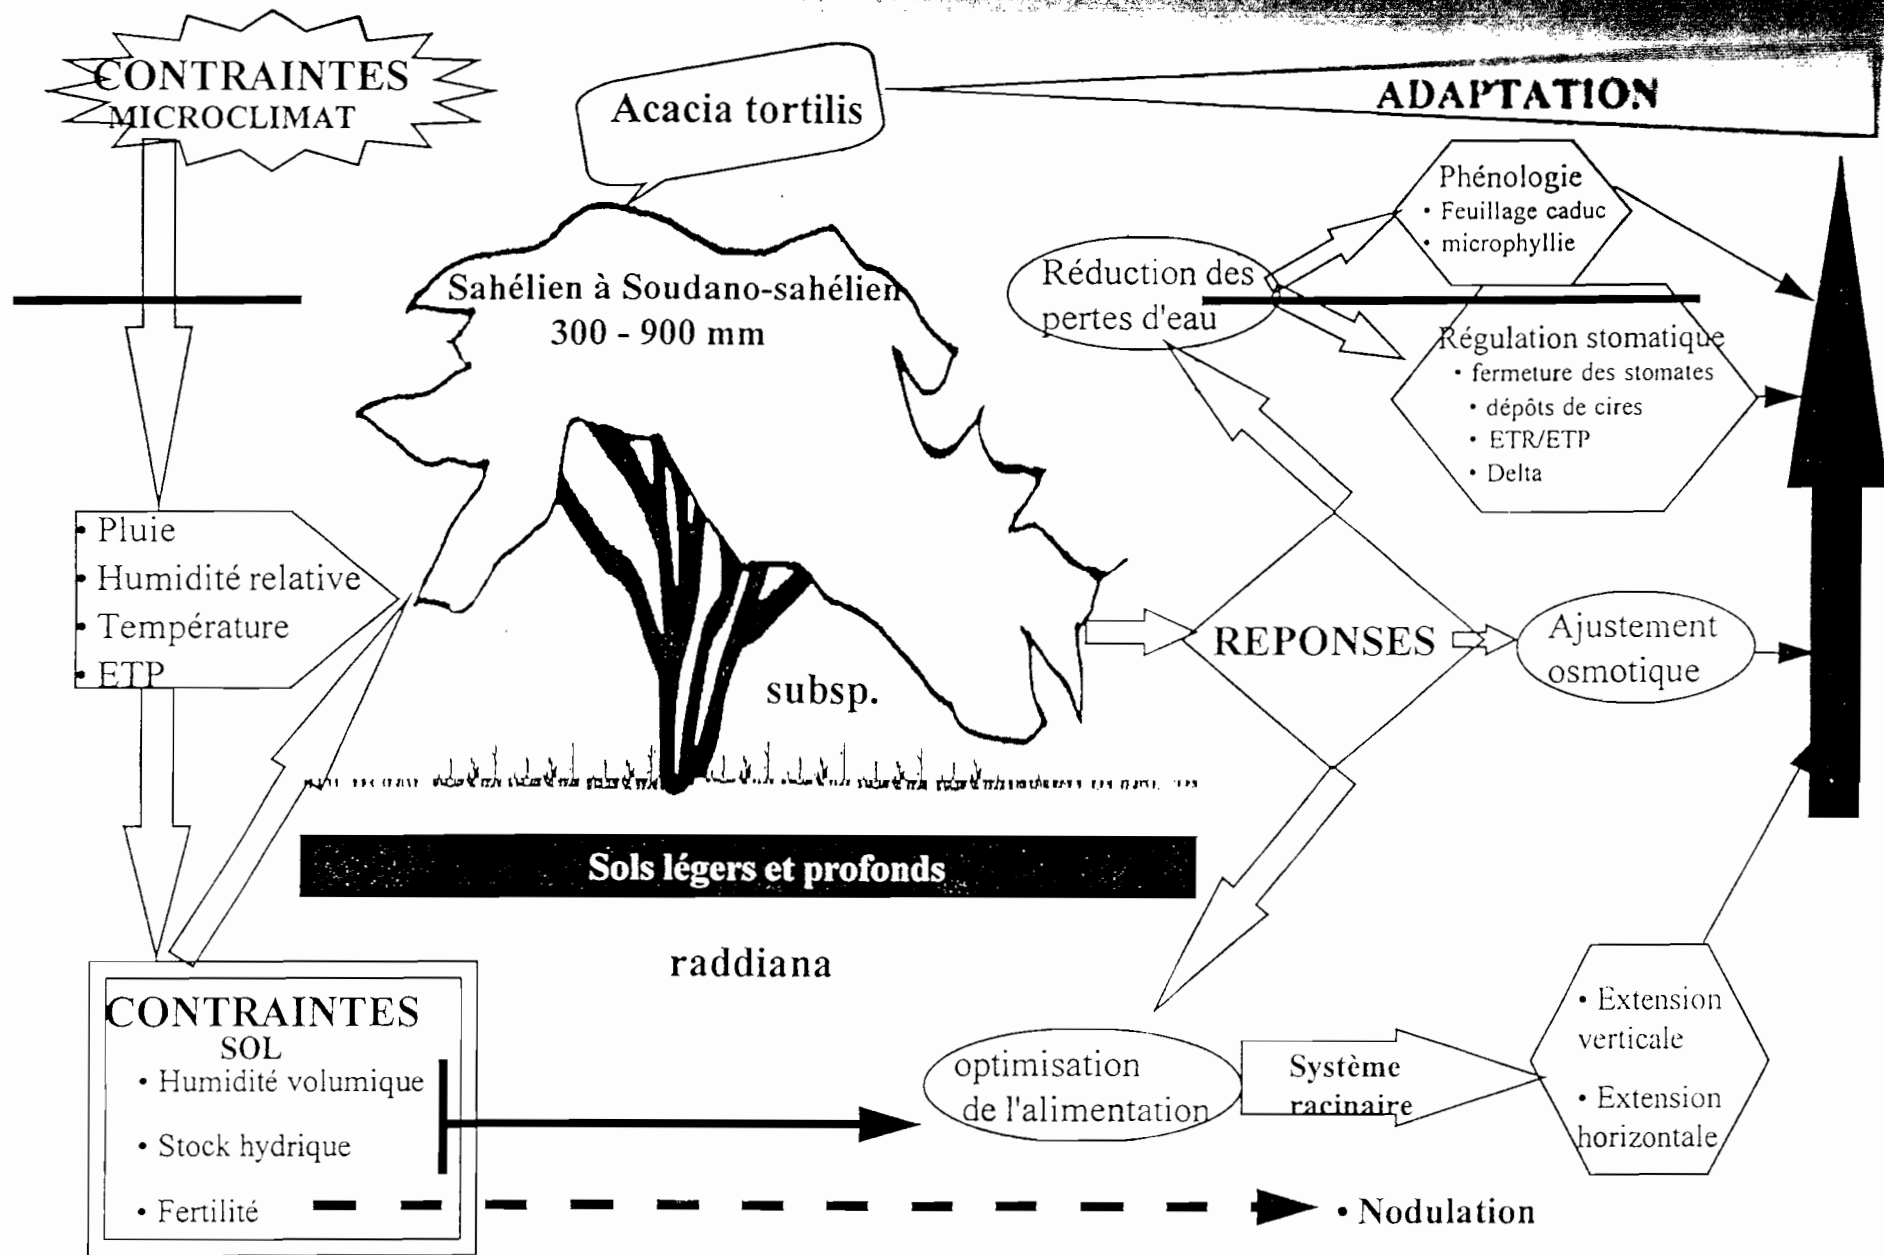 CONTRAINTES
MICROCLIMAT
Acacia tortilis
ADAPTATION
Sahélien à Soudano-sahélien
300 - 900 mm
Réduction des
pertes d'eau
Phénologie
• Feuillage caduc
• microphyllie
Régulation stomatique
• fermeture des stomates
• dépôts de cires
• ETR/ETP
• Delta
• Pluie
• Humidité relative
• Température
• ETP
subsp.
REPONSES
Ajustement
osmotique
Sols légers et profonds
raddiana
CONTRAINTES
SOL
• Humidité volumique
• Stock hydrique
• Fertilité
optimisation
de l'alimentation
Système
racinaire
• Extension
verticale
• Extension
horizontale
• Nodulation